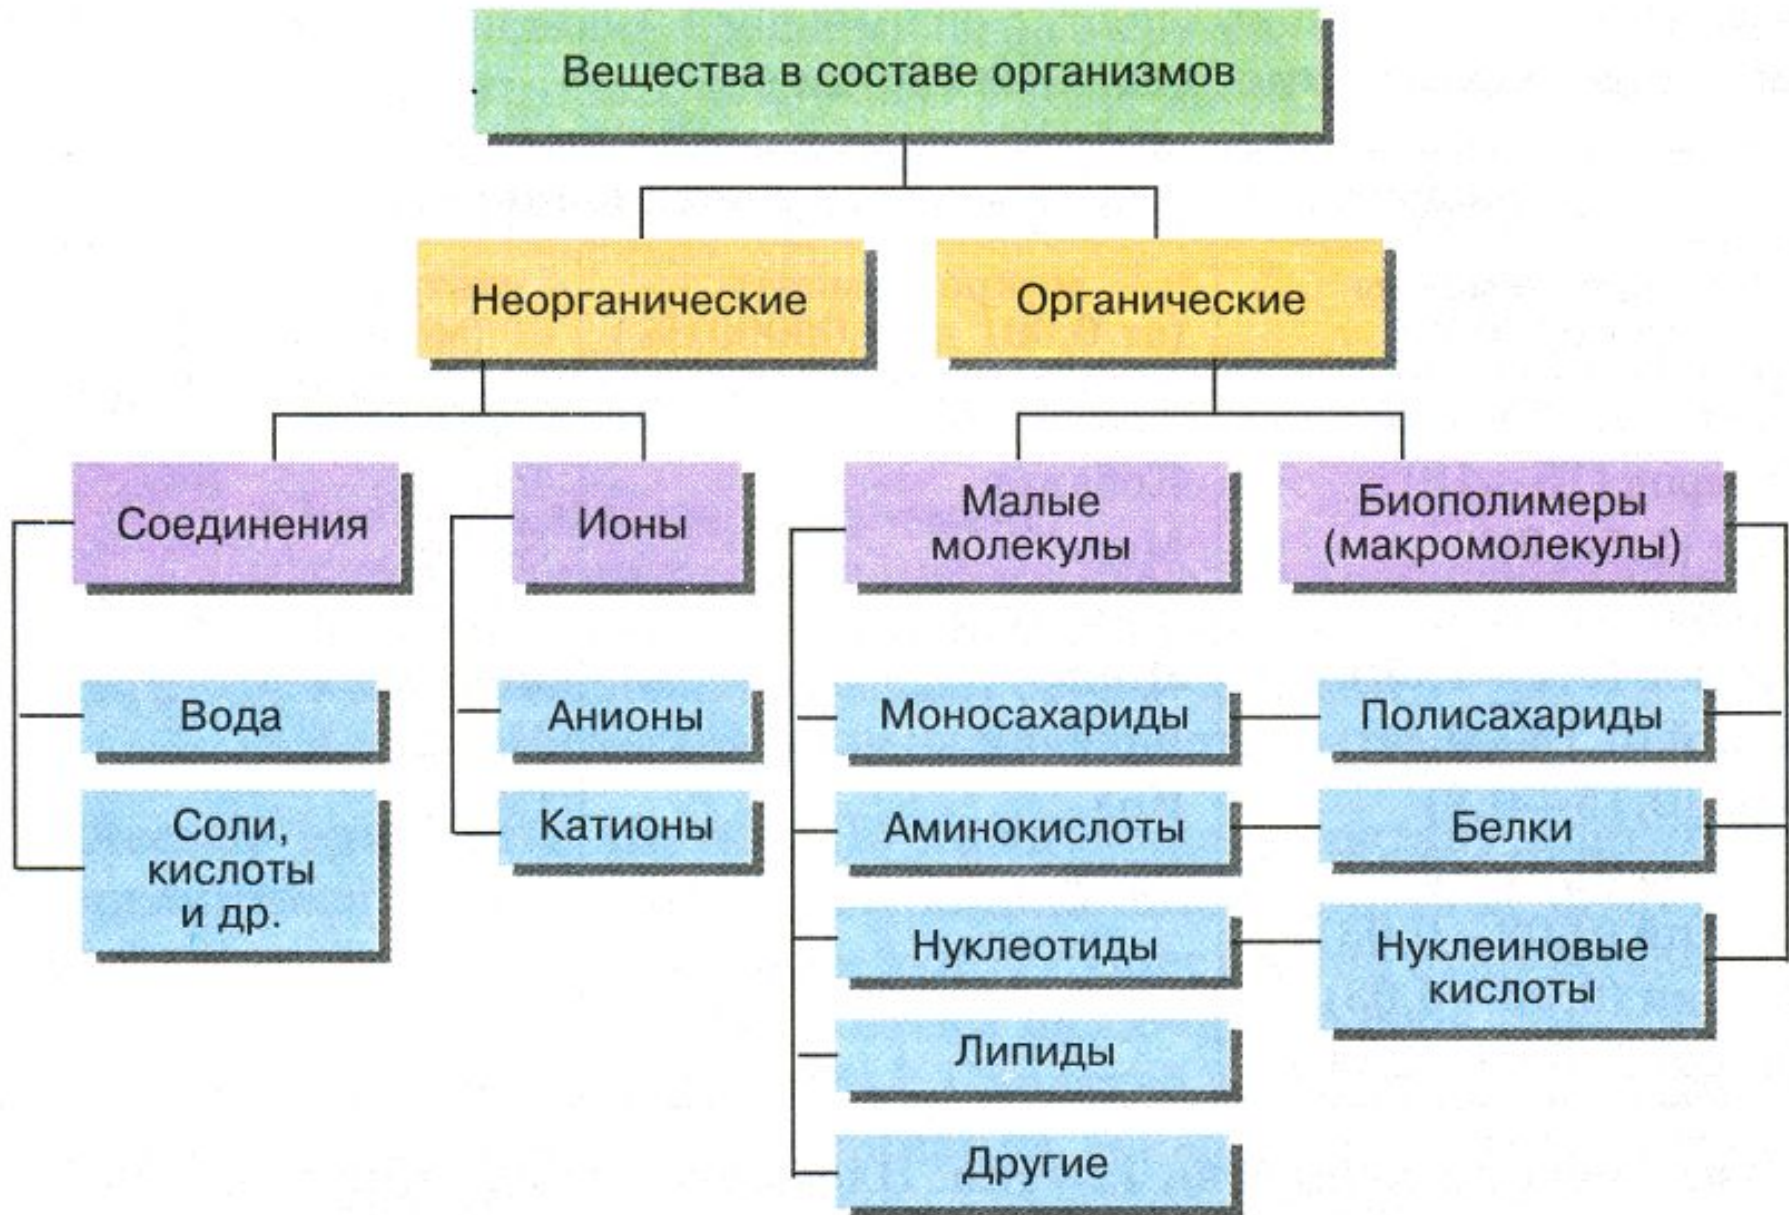 Вещества в составе организмов
Неорганические
Органические
Соединения
Ионы
Малые
молекулы
Биополимеры
(макромолекулы)
Вода
Анионы
Моносахариды
Полисахариды
Соли,
кислоты
и др.
Катионы
Аминокислоты
Белки
Нуклеотиды
Нуклеиновые
кислоты
Липиды
Другие